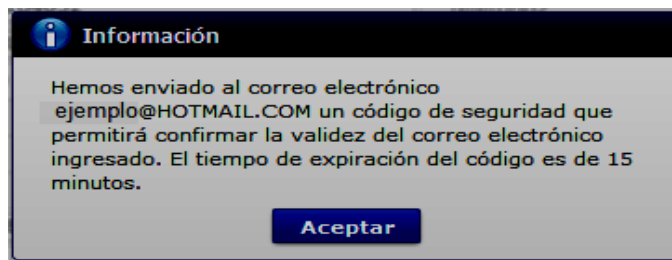 Información
Hemos enviado al correo electrónico
ejemplo@HOTMAIL.COM un código de seguridad que
permitirá confirmar la validez del correo electrónico
ingresado. El tiempo de expiración del código es de 15
minutos.
Aceptar